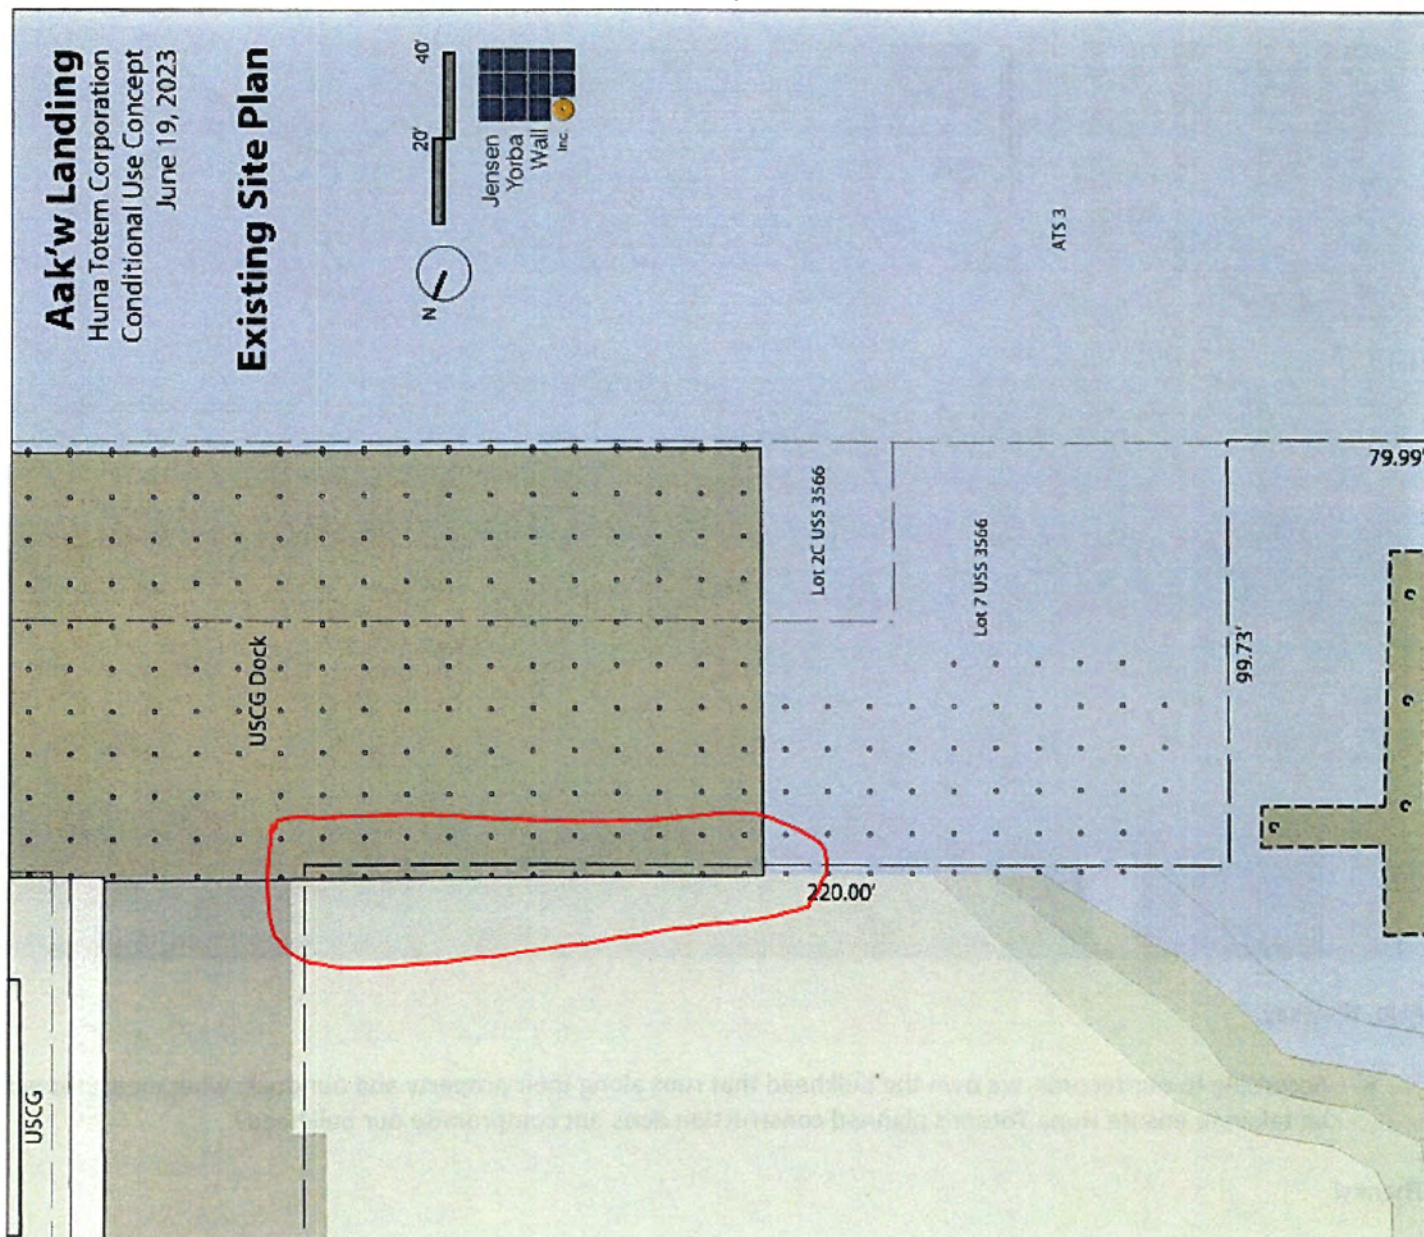 Aak'w Landing
Huna Totem Corporation
Conditional Use Concept
June 19, 2023
Existing Site Plan
N
20'
40'
Jensen
Yorba
Wall
Inc.
ATS 3
Lot 2C USS 3566
Lot 7 USS 3566
79.99'
99.73'
USCG Dock
220.00'
USCG